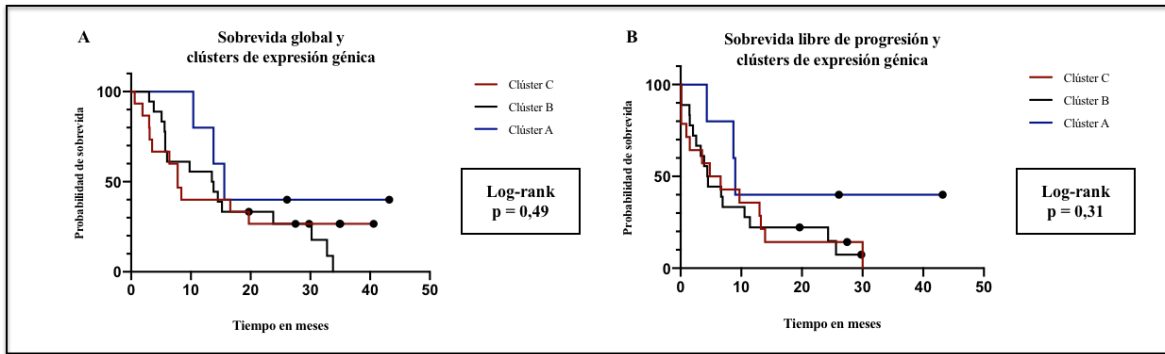 A
Sobrevida global y
clústers de expresión génica
Probabilidad de sobrevida
100
50
0
0 10 20 30 40 50
Tiempo en meses
Clúster C
Clúster B
Clúster A
Log-rank
p = 0,49
B
Sobrevida libre de progresión y
clústers de expresión génica
Probabilidad de sobrevida
100
50
0
0 10 20 30 40 50
Tiempo en meses
Clúster C
Clúster B
Clúster A
Log-rank
p = 0,31